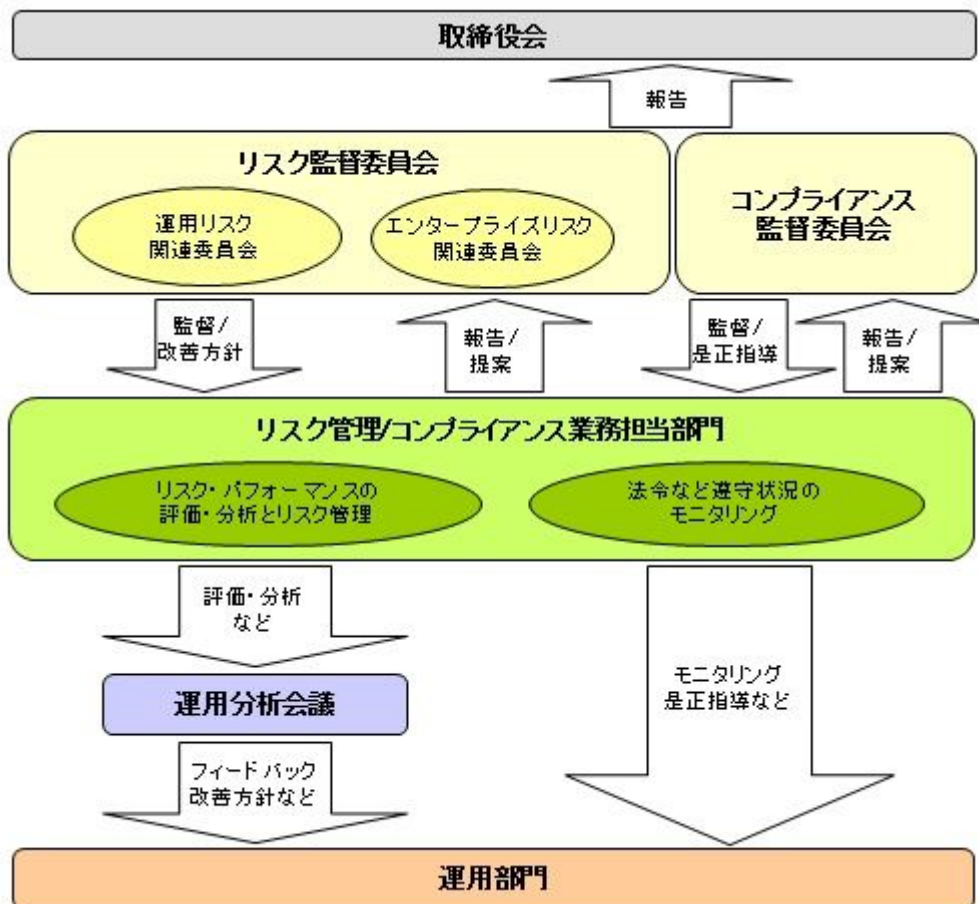 取締役会
報告
リスク監督委員会
運用リスク
関連委員会
エンタープライズリスク
関連委員会
コンプライアンス
監督委員会
監督/
改善方針
報告/
提案
監督/
是正指導
報告/
提案
リスク管理/コンプライアンス業務担当部門
リスク・パフォーマンスの
評価・分析とリスク管理
法令など遵守状況の
モニタリング
評価・分析
など
運用分析会議
モニタリング
是正指導など
フィードバック
改善方針など
運用部門